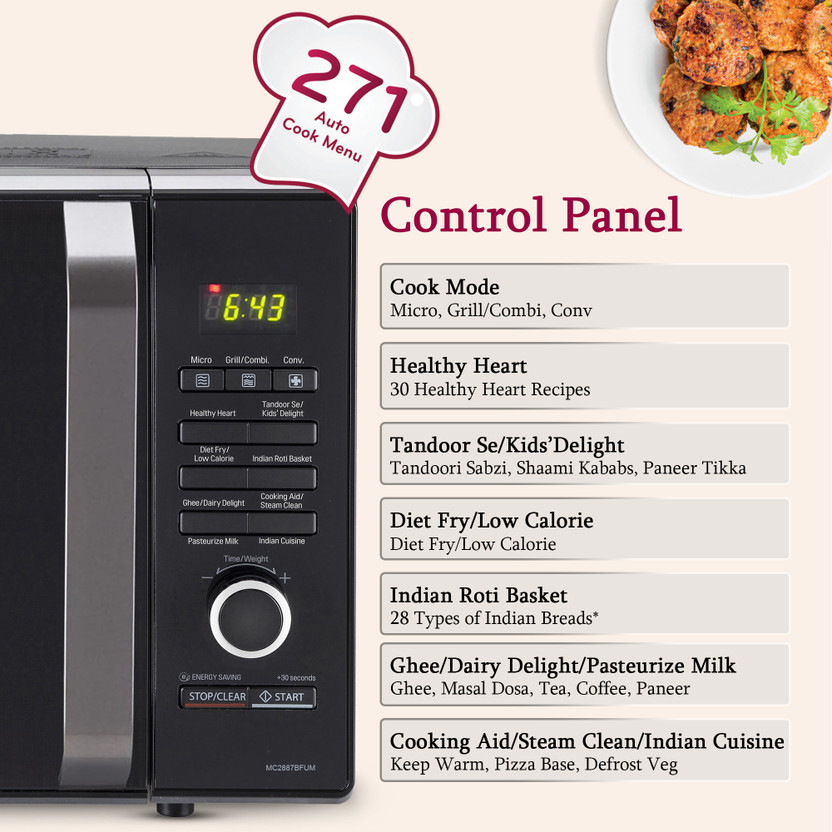 271
Auto
Cook Menu
Control Panel
Cook Mode
Micro, Grill/Combi, Conv
Healthy Heart
30 Healthy Heart Recipes
Tandoor Se/Kids'Delight
Tandoori Sabzi, Shaami Kababs, Paneer Tikka
Diet Fry/Low Calorie
Diet Fry/Low Calorie
Indian Roti Basket
28 Types of Indian Breads*
Ghee/Dairy Delight/Pasteurize Milk
Ghee, Masal Dosa, Tea, Coffee, Paneer
Cooking Aid/Steam Clean/Indian Cuisine
Keep Warm, Pizza Base, Defrost Veg
6:43
Micro Grill/Combi. Conv.
Healthy Heart
Tandoor Se/
Kids' Delight
Diet Fry/
Low Calorie
Indian Roti Basket
Ghee/Dairy Delight
Cooking Aid/
Steam Clean
Pasteurize Milk
Indian Cuisine
Time/Weight
− +
ENERGY SAVING +30 seconds
STOP/CLEAR START
MC2887BFUM